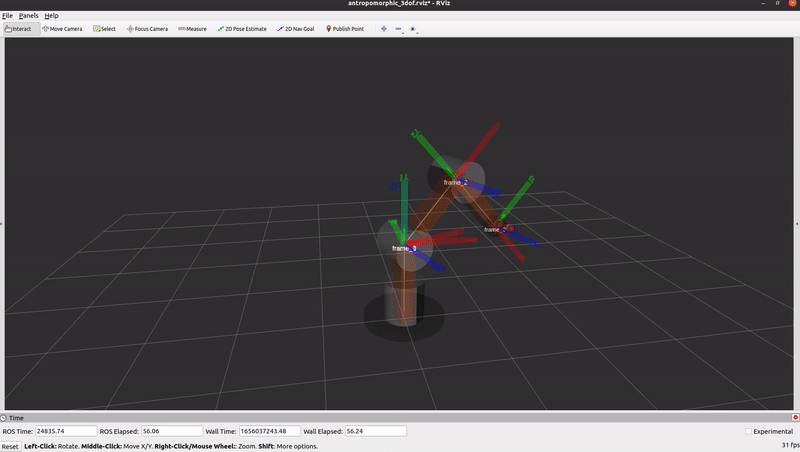 antropomorphic_3dof.rviz* - RViz
File Panels Help
Interact Move Camera Select Focus Camera Measure 2D Pose Estimate 2D Nav Goal Publish Point
frame_2
frame_
frame_
Time
ROS Time: 24835.74 ROS Elapsed: 56.06 Wall Time: 1656037243.48 Wall Elapsed: 56.24 Experimental
Reset Left-Click: Rotate. Middle-Click: Move X/Y. Right-Click/Mouse Wheel:: Zoom. Shift: More options. 31 fps